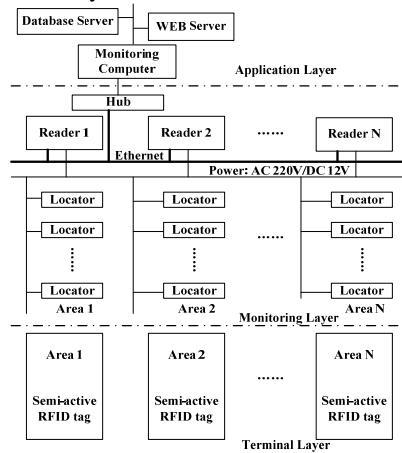 Database Server
WEB Server
Monitoring
Computer
Application Layer
Hub
Reader 1
Reader 2
......
Reader N
Ethernet
Power: AC 220V/DC 12V
Locator
Locator
Locator
Locator
Locator
......
Locator
Locator
Locator
Locator
Area 1
Area 2
Area N
Monitoring Layer
Area 1
Area 2
Area N
......
Semi-active
RFID tag
Semi-active
RFID tag
Semi-active
RFID tag
Terminal Layer